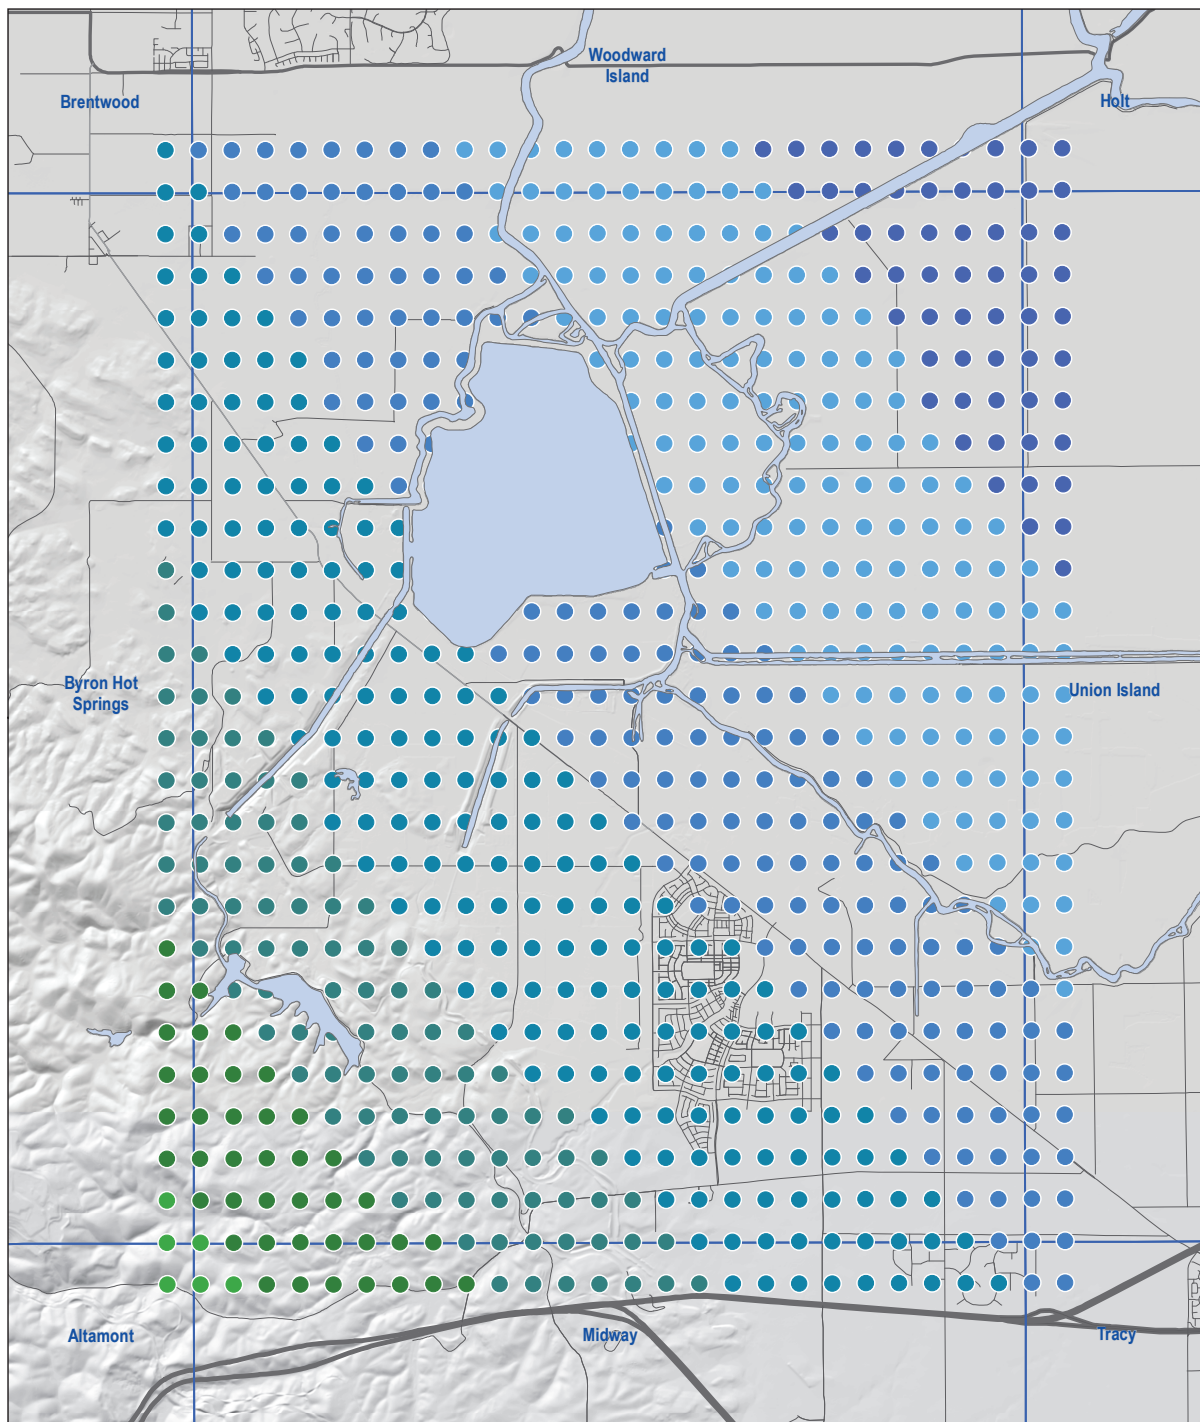 Woodward
Island
Brentwood
Holt
Byron Hot
Springs
Union Island
Altamont
Midway
Tracy